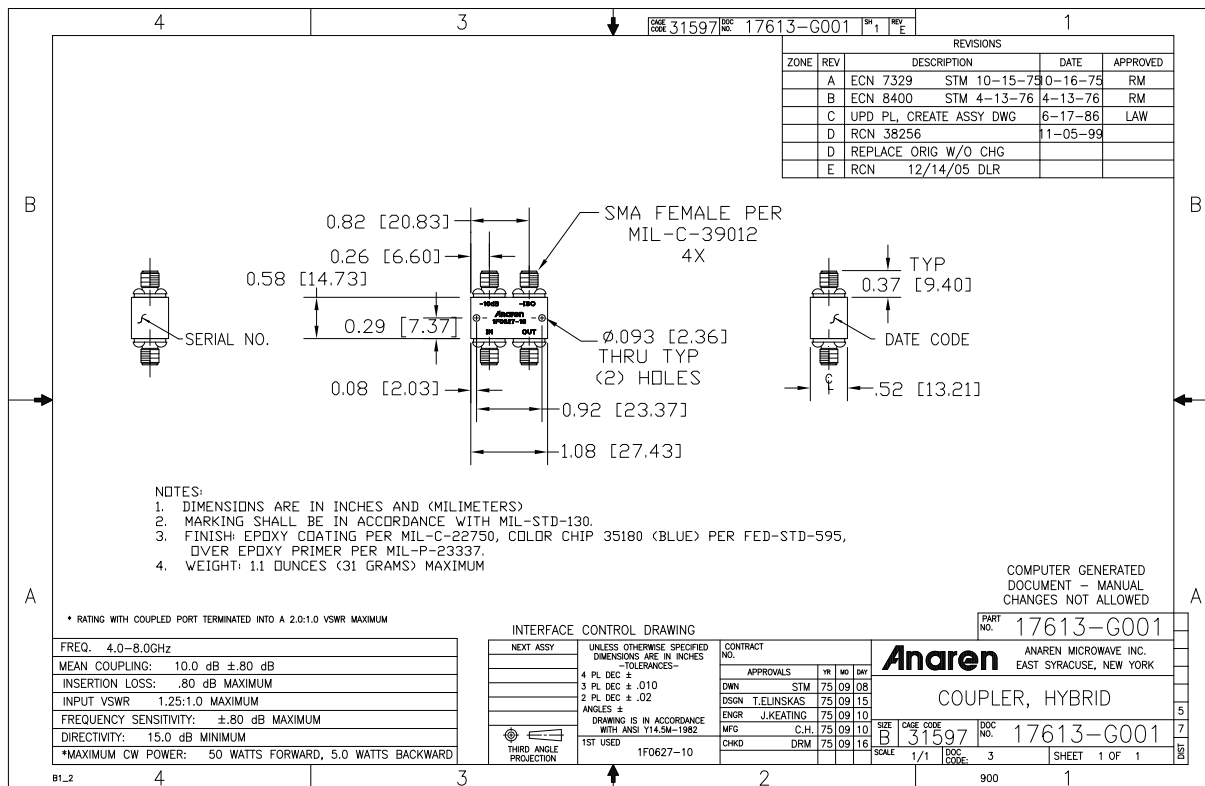 4
3
CAGE CODE 31597 DOC NO. 17613-G001 SH 1 REV E
1
REVISIONS
ZONE REV DESCRIPTION DATE APPROVED
A ECN 7329 STM 10-15-75 10-16-75 RM
B ECN 8400 STM 4-13-76 4-13-76 RM
C UPD PL, CREATE ASSY DWG 6-17-86 LAW
D RCN 38256 11-05-99
D REPLACE ORIG W/O CHG
E RCN 12/14/05 DLR
B
B
0.82 [20.83]
0.26 [6.60]
0.58 [14.73]
0.29 [7.37]
0.08 [2.03]
SERIAL NO.
SMA FEMALE PER
MIL-C-39012
4X
-10dB -ISO
Anaren
1F0627-10
IN OUT
Ø.093 [2.36]
THRU TYP
(2) HOLES
0.92 [23.37]
1.08 [27.43]
TYP
0.37 [9.40]
DATE CODE
.52 [13.21]
NOTES:
1. DIMENSIONS ARE IN INCHES AND (MILIMETERS)
2. MARKING SHALL BE IN ACCORDANCE WITH MIL-STD-130.
3. FINISH: EPOXY COATING PER MIL-C-22750, COLOR CHIP 35180 (BLUE) PER FED-STD-595,
OVER EPOXY PRIMER PER MIL-P-23337.
4. WEIGHT: 1.1 OUNCES (31 GRAMS) MAXIMUM
A
A
COMPUTER GENERATED
DOCUMENT - MANUAL
CHANGES NOT ALLOWED
* RATING WITH COUPLED PORT TERMINATED INTO A 2.0:1.0 VSWR MAXIMUM
FREQ. 4.0-8.0GHz
MEAN COUPLING: 10.0 dB ±.80 dB
INSERTION LOSS: .80 dB MAXIMUM
INPUT VSWR 1.25:1.0 MAXIMUM
FREQUENCY SENSITIVITY: ±.80 dB MAXIMUM
DIRECTIVITY: 15.0 dB MINIMUM
*MAXIMUM CW POWER: 50 WATTS FORWARD, 5.0 WATTS BACKWARD
INTERFACE CONTROL DRAWING
NEXT ASSY
THIRD ANGLE
PROJECTION
UNLESS OTHERWISE SPECIFIED
DIMENSIONS ARE IN INCHES
-TOLERANCES-
4 PL DEC ±
3 PL DEC ± .010
2 PL DEC ± .02
ANGLES ±
DRAWING IS IN ACCORDANCE
WITH ANSI Y14.5M-1982
1ST USED
1F0627-10
CONTRACT
NO.
APPROVALS YR MO DAY
DWN STM 75 09 08
DSGN T.ELINSKAS 75 09 15
ENGR J.KEATING 75 09 10
MFG C.H. 75 09 10
CHKD DRM 75 09 16
PART NO. 17613-G001
Anaren
ANAREN MICROWAVE INC.
EAST SYRACUSE, NEW YORK
COUPLER, HYBRID
SIZE B CAGE CODE 31597 DOC NO. 17613-G001
SCALE 1/1 DOC CODE: 3 SHEET 1 OF 1
5
7
DIST
B1_2
4
3
2
900
1